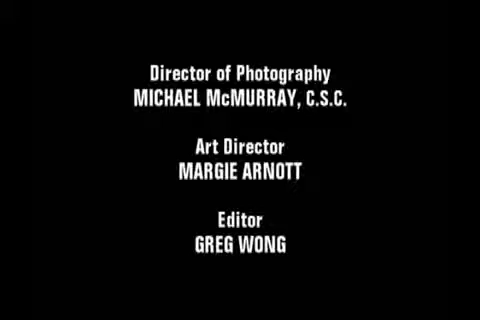 Director of Photography
MICHAEL McMURRAY, C.S.C.
Art Director
MARGIE ARNOTT
Editor
GREG WONG